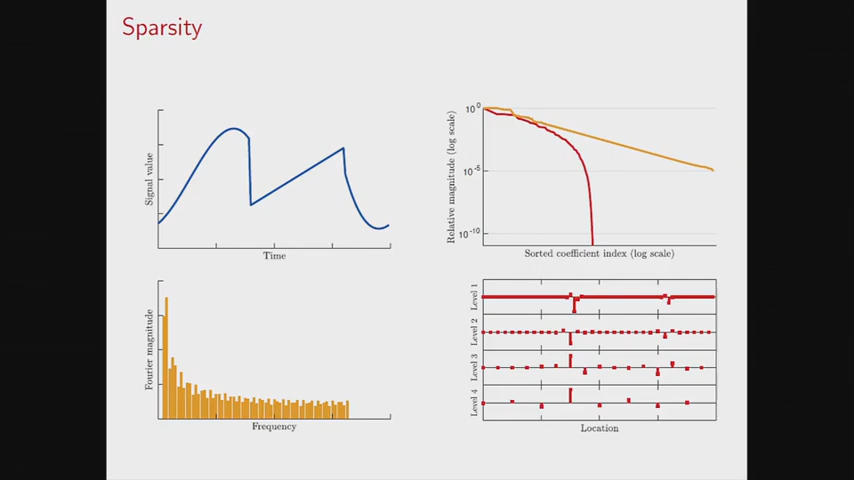 Sparsity
Signal value
Time
Relative magnitude (log scale)
10^0
10^-5
10^-10
Sorted coefficient index (log scale)
Fourier magnitude
Frequency
Level 1
Level 2
Level 3
Level 4
Location